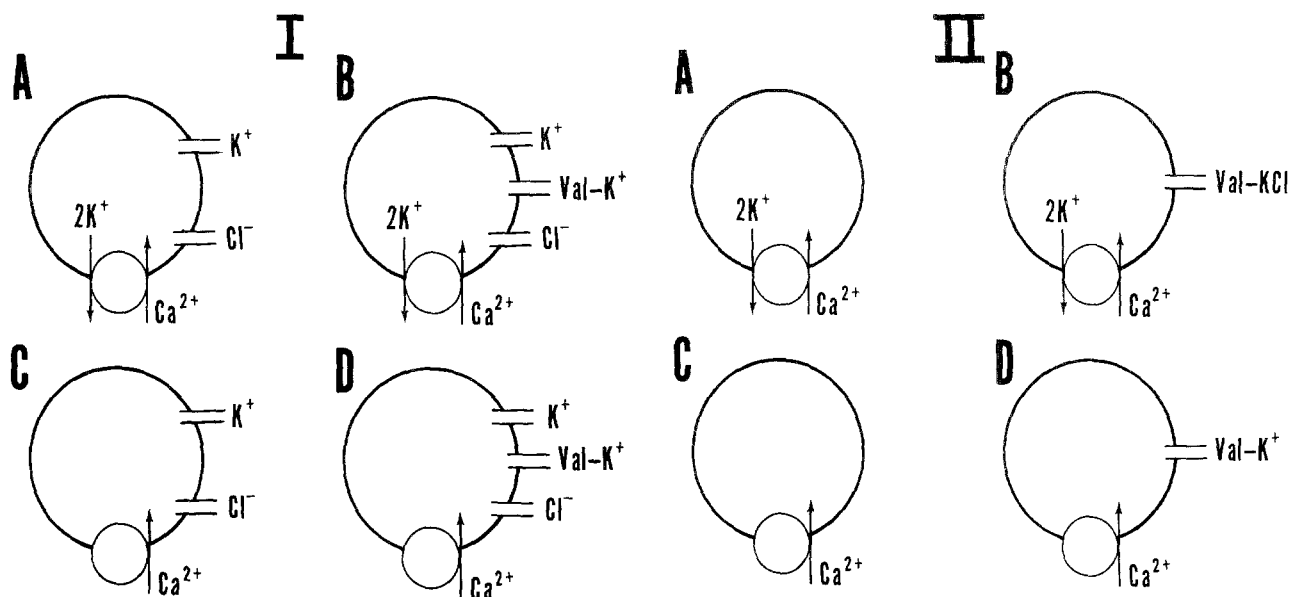 I
II
A
K⁺
2K⁺
Cl⁻
Ca²⁺
B
K⁺
Val–K⁺
2K⁺
Cl⁻
Ca²⁺
A
2K⁺
Ca²⁺
B
Val–KCl
2K⁺
Ca²⁺
C
K⁺
Cl⁻
Ca²⁺
D
K⁺
Val–K⁺
Cl⁻
Ca²⁺
C
Ca²⁺
D
Val–K⁺
Ca²⁺